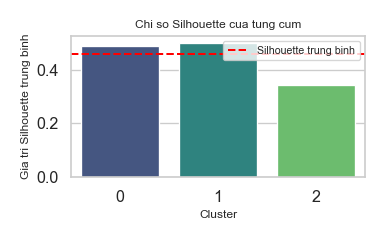 Chi so Silhouette cua tung cum
Silhouette trung binh
Gia tri Silhouette trung binh
0.4
0.2
0.0
0 1 2
Cluster